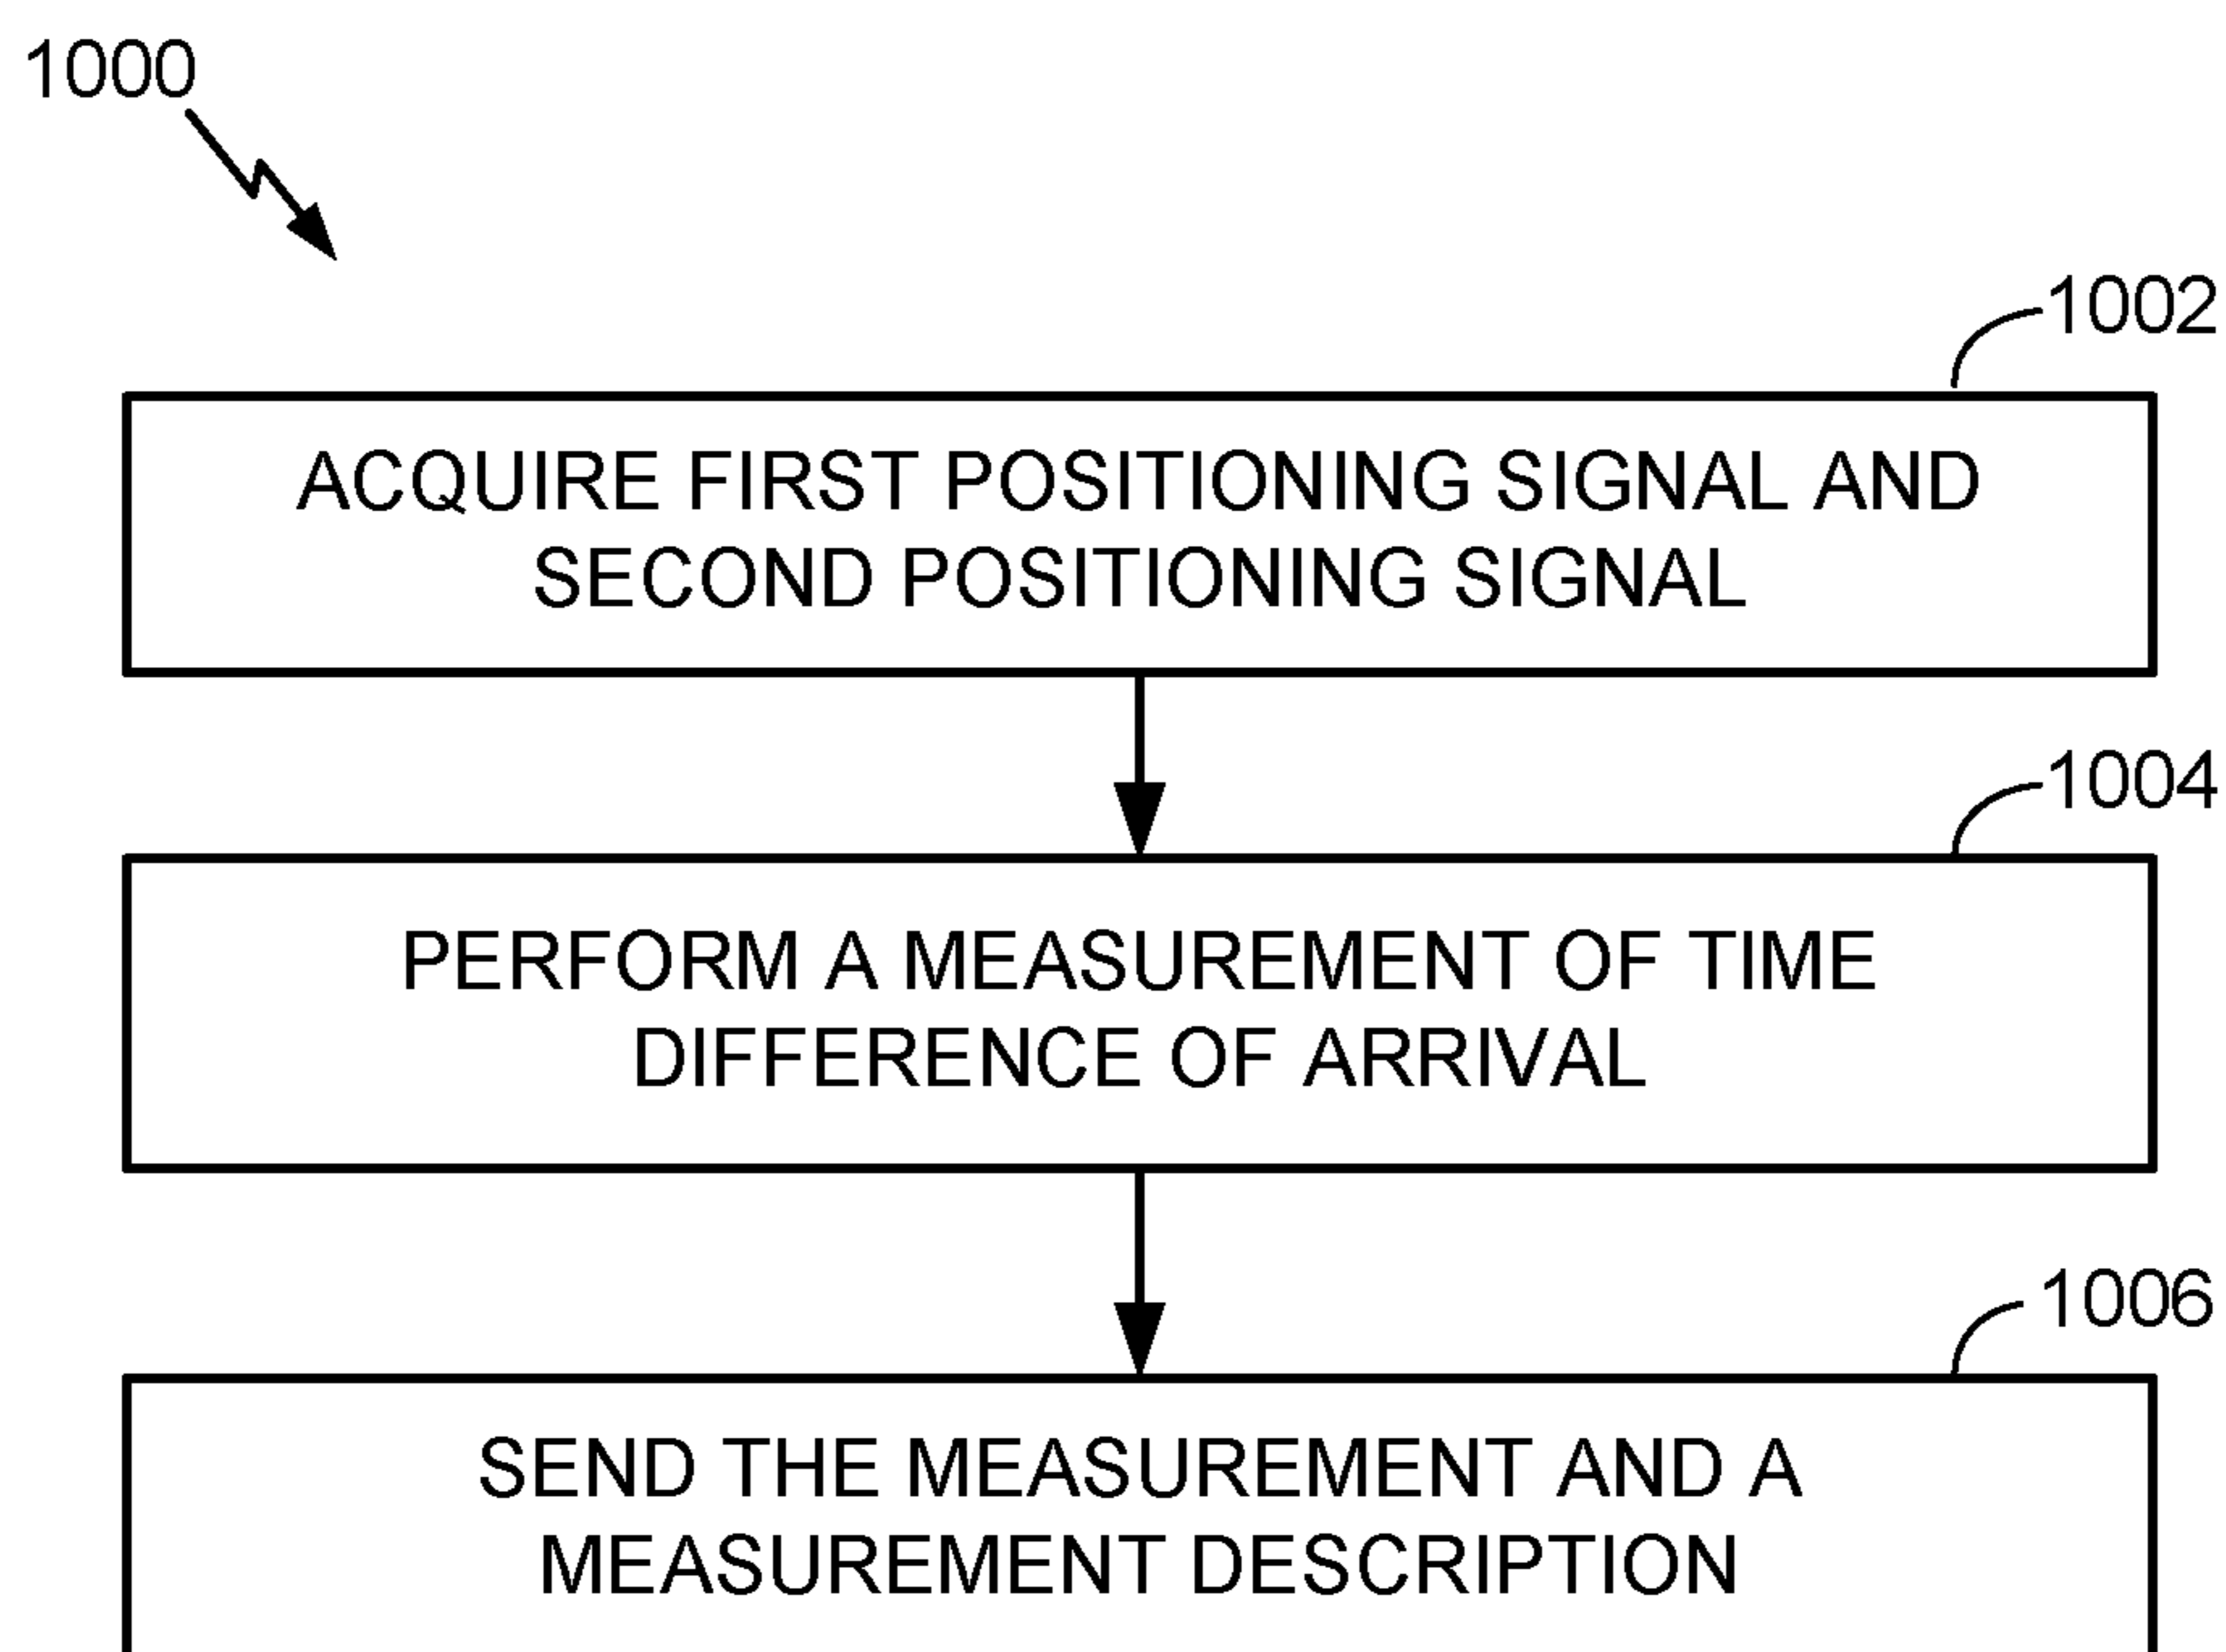 1000
1002
ACQUIRE FIRST POSITIONING SIGNAL AND
SECOND POSITIONING SIGNAL
1004
PERFORM A MEASUREMENT OF TIME
DIFFERENCE OF ARRIVAL
1006
SEND THE MEASUREMENT AND A
MEASUREMENT DESCRIPTION